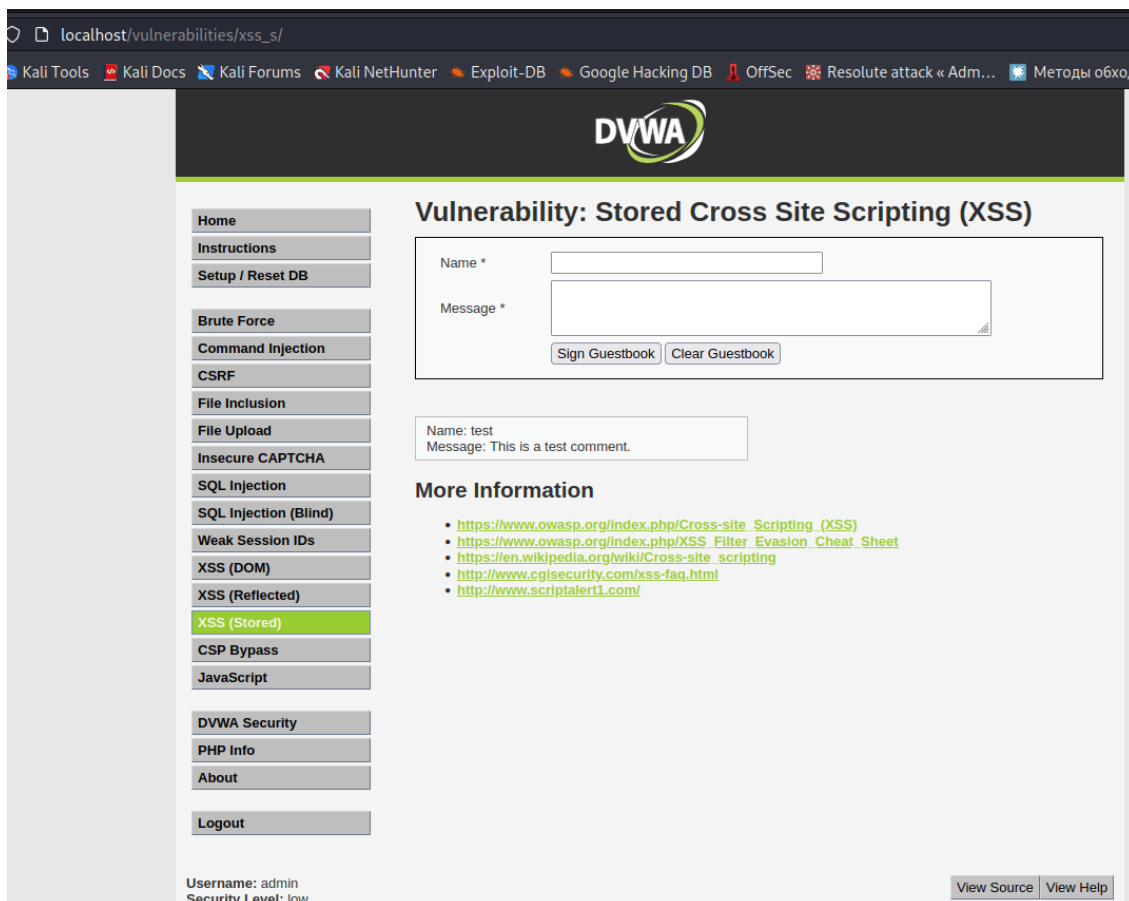 localhost/vulnerabilities/xss_s/
Kali Tools Kali Docs Kali Forums Kali NetHunter Exploit-DB Google Hacking DB OffSec Resolute attack « Adm... Методы
DVWA
Home
Instructions
Setup / Reset DB
Brute Force
Command Injection
CSRF
File Inclusion
File Upload
Insecure CAPTCHA
SQL Injection
SQL Injection (Blind)
Weak Session IDs
XSS (DOM)
XSS (Reflected)
XSS (Stored)
CSP Bypass
JavaScript
DVWA Security
PHP Info
About
Logout
Vulnerability: Stored Cross Site Scripting (XSS)
Name *
Message *
Sign Guestbook Clear Guestbook
Name: test
Message: This is a test comment.
More Information
https://www.owasp.org/index.php/Cross-site_Scripting_(XSS)
https://www.owasp.org/index.php/XSS_Filter_Evasion_Cheat_Sheet
https://en.wikipedia.org/wiki/Cross-site_scripting
http://www.cgisecurity.com/xss-faq.html
http://www.scriptalert1.com/
Username: admin
Security Level: low
View Source View Help